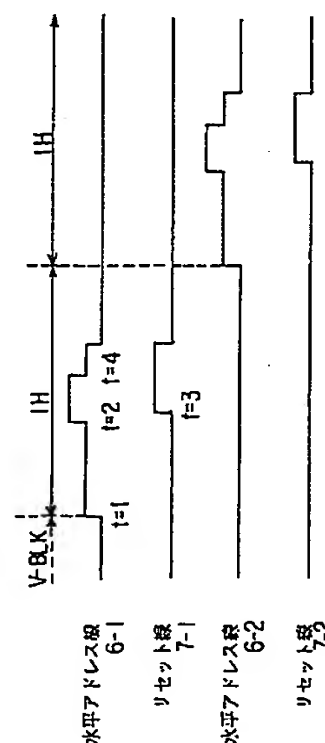 V-BLK
1H
1H
水平アドレス線
6-1
t=1
t=2
t=4
リセット線
7-1
t=3
水平アドレス線
6-2
リセット線
7-2